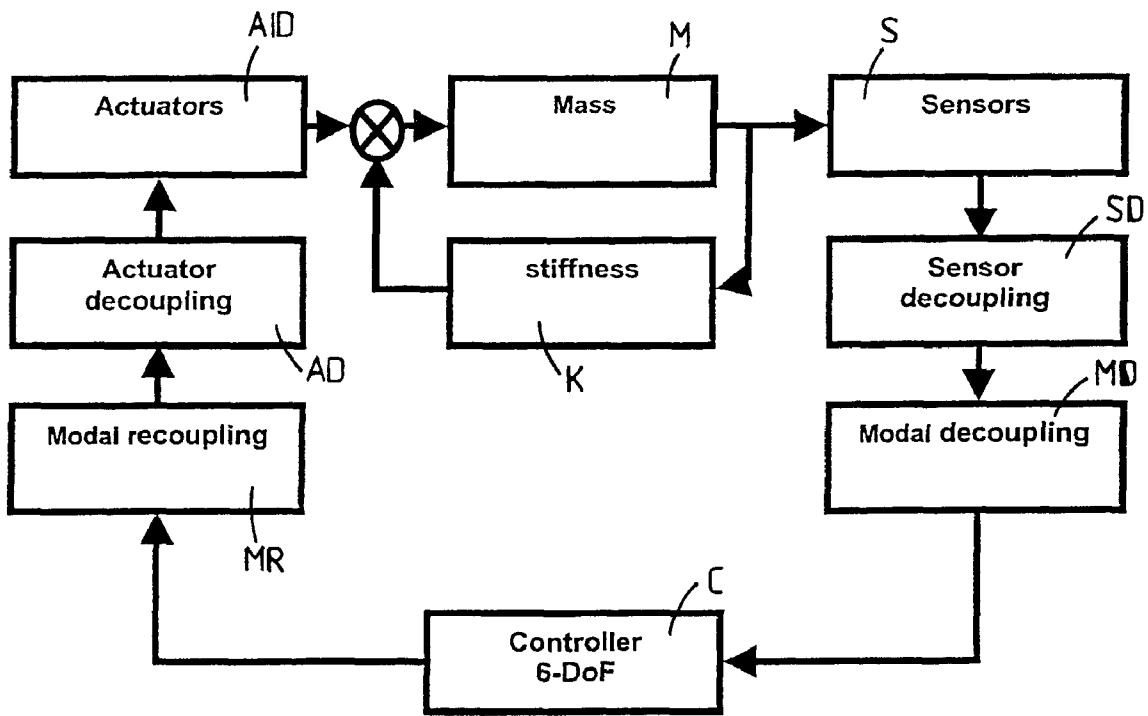 AID
M
S
Actuators
Mass
Sensors
SD
Actuator
decoupling
stiffness
Sensor
decoupling
AD
K
MD
Modal recoupling
Modal decoupling
MR
C
Controller
6-DoF